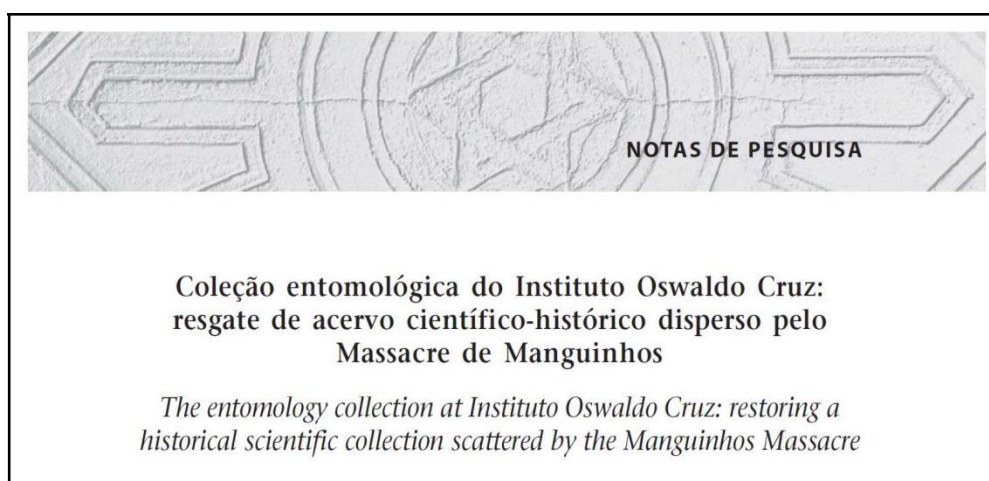 NOTAS DE PESQUISA
Coleção entomológica do Instituto Oswaldo Cruz:
resgate de acervo científico-histórico disperso pelo
Massacre de Manguinhos
The entomology collection at Instituto Oswaldo Cruz: restoring a
historical scientific collection scattered by the Manguinhos Massacre